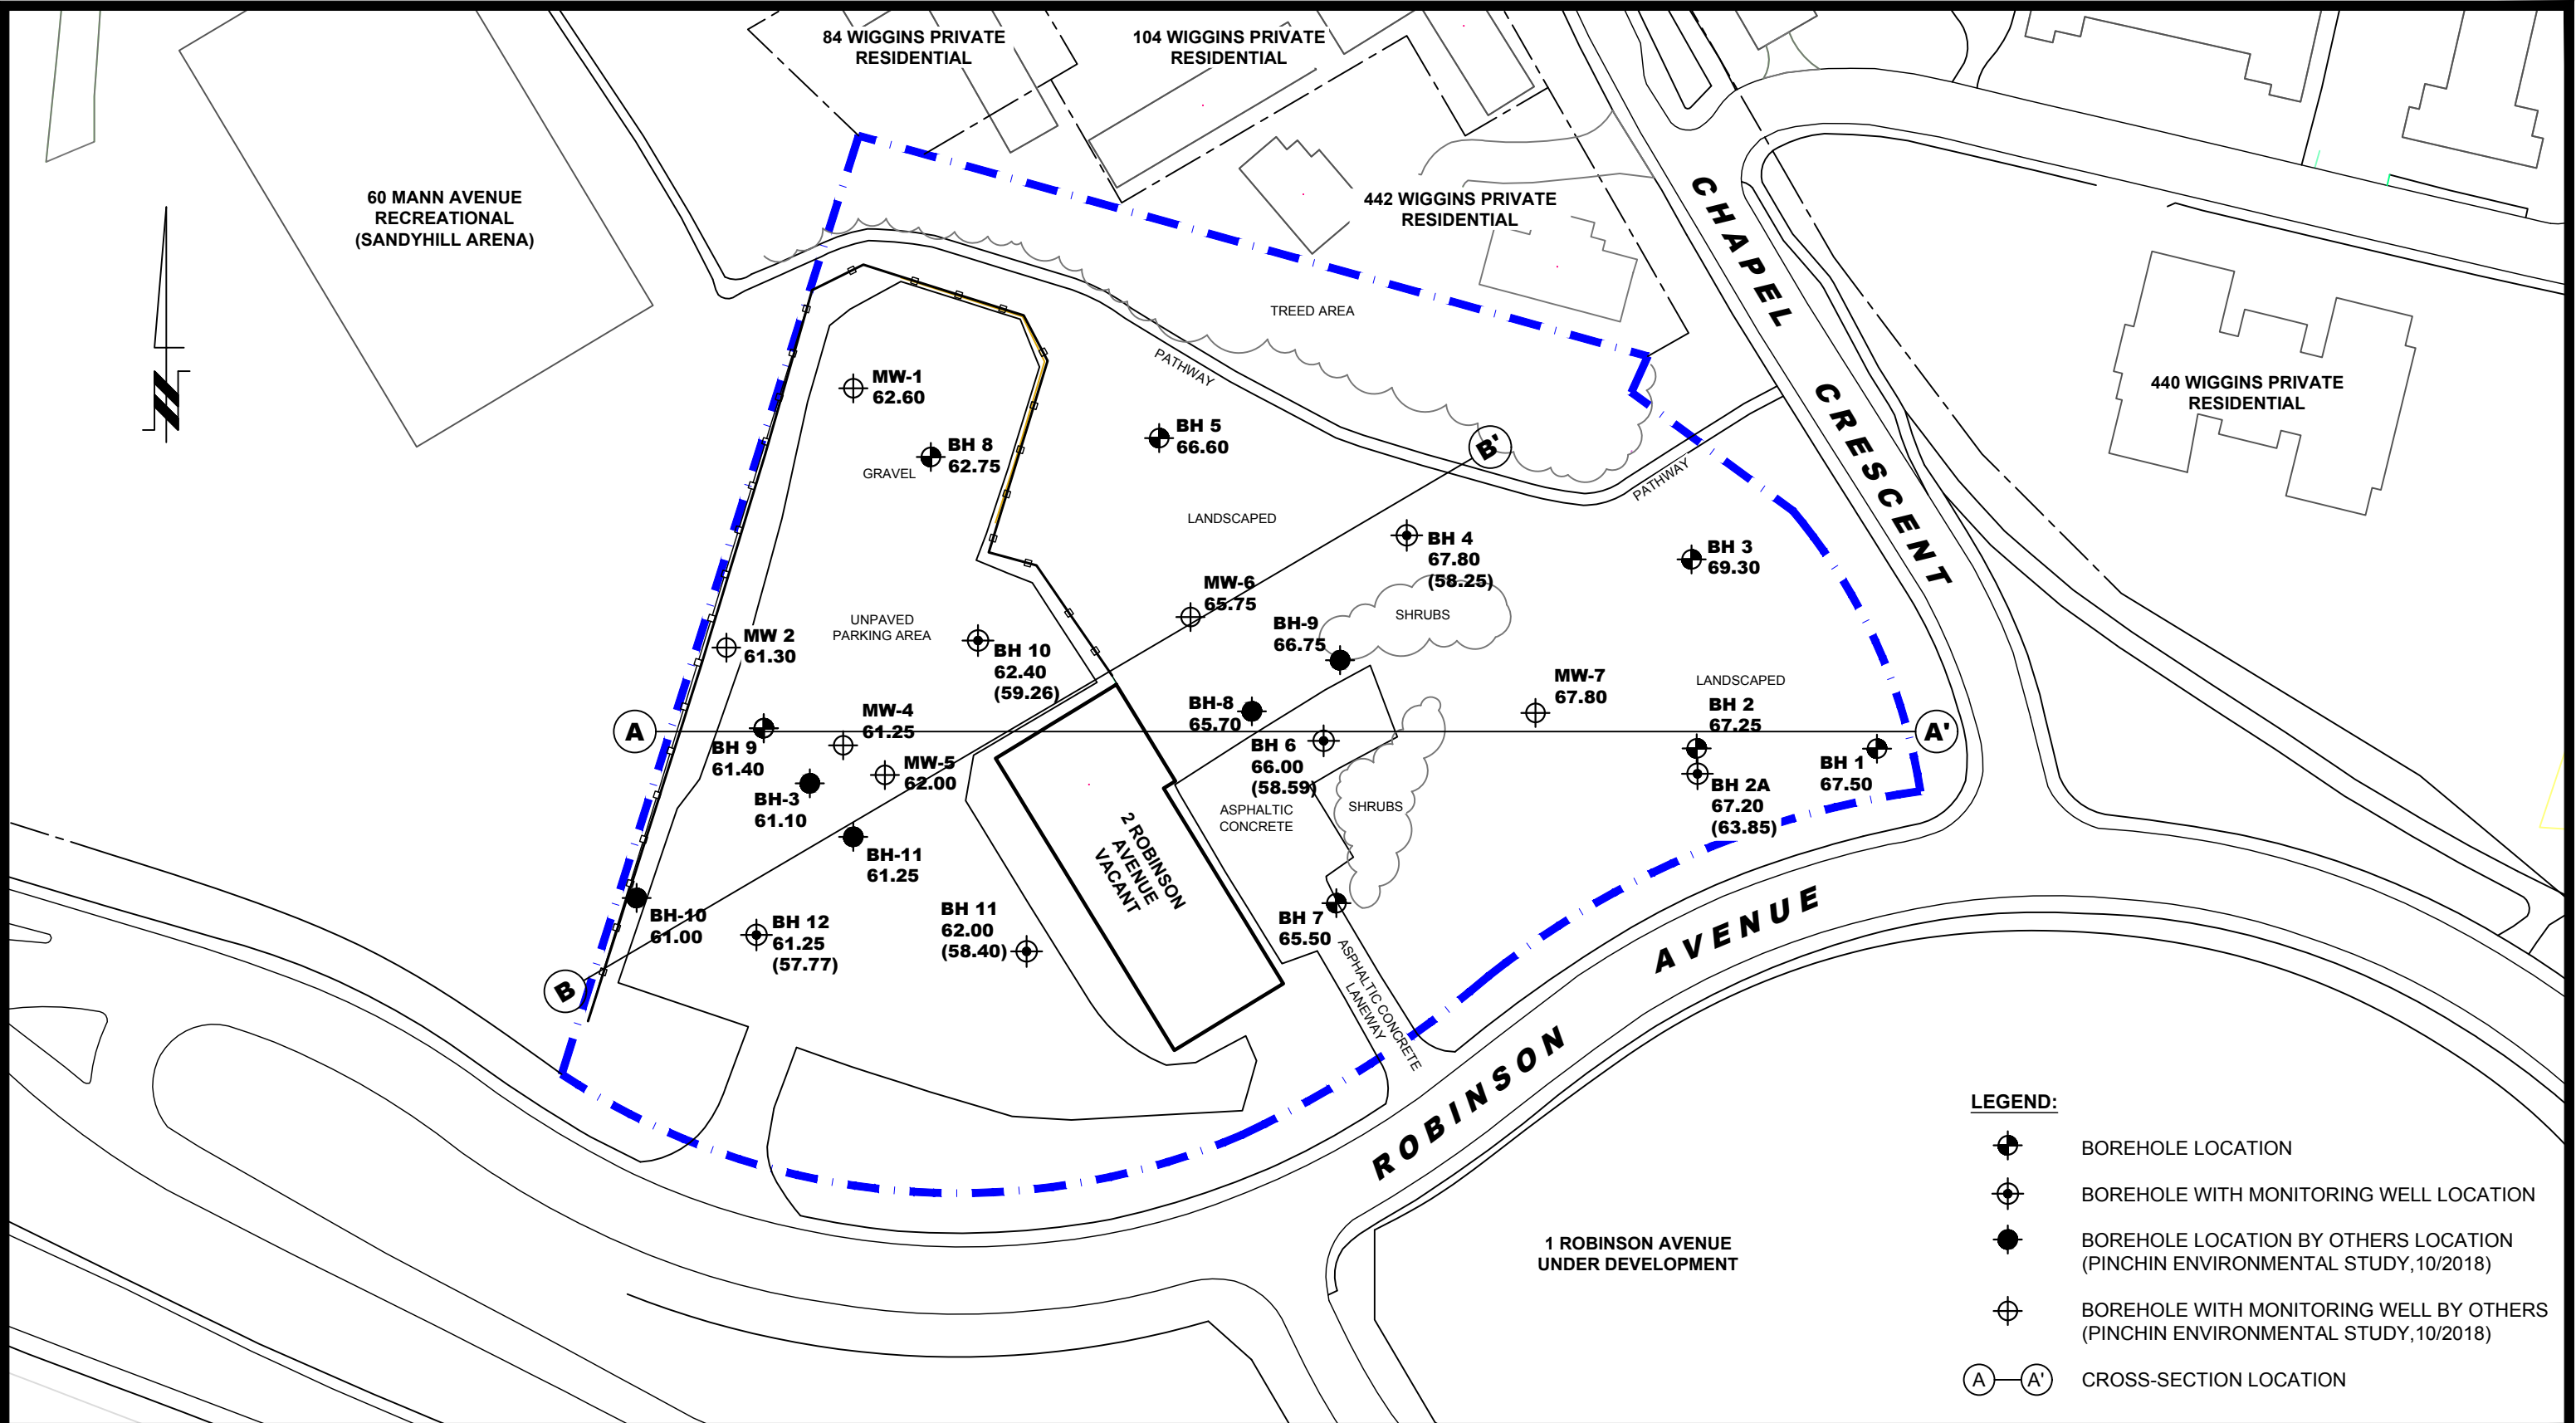 84 WIGGINS PRIVATE
RESIDENTIAL
104 WIGGINS PRIVATE
RESIDENTIAL
60 MANN AVENUE
RECREATIONAL
(SANDYHILL ARENA)
442 WIGGINS PRIVATE
RESIDENTIAL
CHAPEL CRESCENT
440 WIGGINS PRIVATE
RESIDENTIAL
TREED AREA
PATHWAY
MW-1
62.60
BH 8
62.75
GRAVEL
BH 5
66.60
B'
PATHWAY
LANDSCAPED
BH 4
67.80
(58.25)
BH 3
69.30
MW-6
65.75
SHRUBS
BH-9
66.75
UNPAVED
PARKING AREA
MW 2
61.30
BH 10
62.40
(59.26)
MW-7
67.80
LANDSCAPED
BH 2
67.25
BH-8
65.70
MW-4
61.25
A
A'
BH 9
61.40
MW-5
62.00
BH 6
66.00
(58.59)
BH 1
67.50
BH 2A
67.20
(63.85)
BH-3
61.10
ASPHALTIC
CONCRETE
SHRUBS
2 ROBINSON
AVENUE
VACANT
BH-11
61.25
BH-10
61.00
BH 12
61.25
(57.77)
BH 11
62.00
(58.40)
BH 7
65.50
ASPHALTIC CONCRETE
LANEWAY
B
ROBINSON AVENUE
1 ROBINSON AVENUE
UNDER DEVELOPMENT
LEGEND:
BOREHOLE LOCATION
BOREHOLE WITH MONITORING WELL LOCATION
BOREHOLE LOCATION BY OTHERS LOCATION
(PINCHIN ENVIRONMENTAL STUDY,10/2018)
BOREHOLE WITH MONITORING WELL BY OTHERS
(PINCHIN ENVIRONMENTAL STUDY,10/2018)
A A' CROSS-SECTION LOCATION